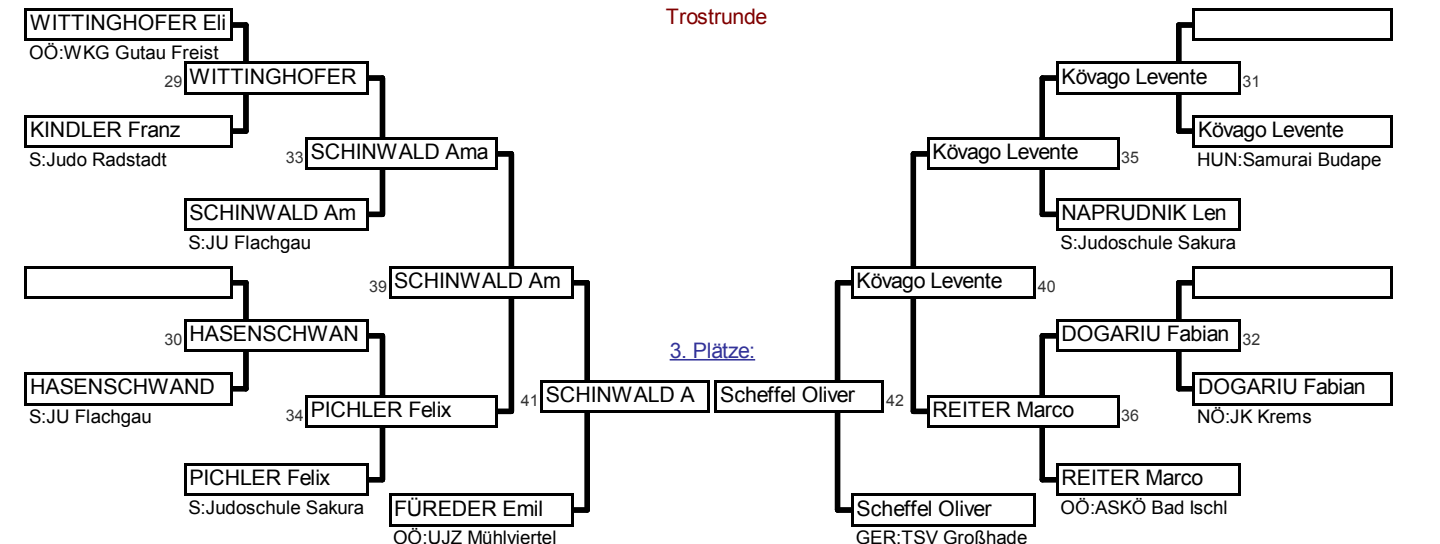 Trostrunde
WITTINGHOFER Eli
OÖ:WKG Gutau Freist
29 WITTINGHOFER
KINDLER Franz
S:Judo Radstadt
33 SCHINWALD Ama
SCHINWALD Am
S:JU Flachgau
39 SCHINWALD Am
30 HASENSCHWAN
HASENSCHWAND
S:JU Flachgau
34 PICHLER Felix
PICHLER Felix
S:Judoschule Sakura
41 SCHINWALD A
FÜREDER Emil
OÖ:UJZ Mühlviertel
3. Plätze:
Kövago Levente 31
Kövago Levente
HUN:Samurai Budape
Kövago Levente 35
NAPRUDNIK Len
S:Judoschule Sakura
Kövago Levente 40
DOGARIU Fabian 32
DOGARIU Fabian
NÖ:JK Krems
Scheffel Oliver 42
REITER Marco 36
REITER Marco
OÖ:ASKÖ Bad Ischl
Scheffel Oliver
GER:TSV Großhade